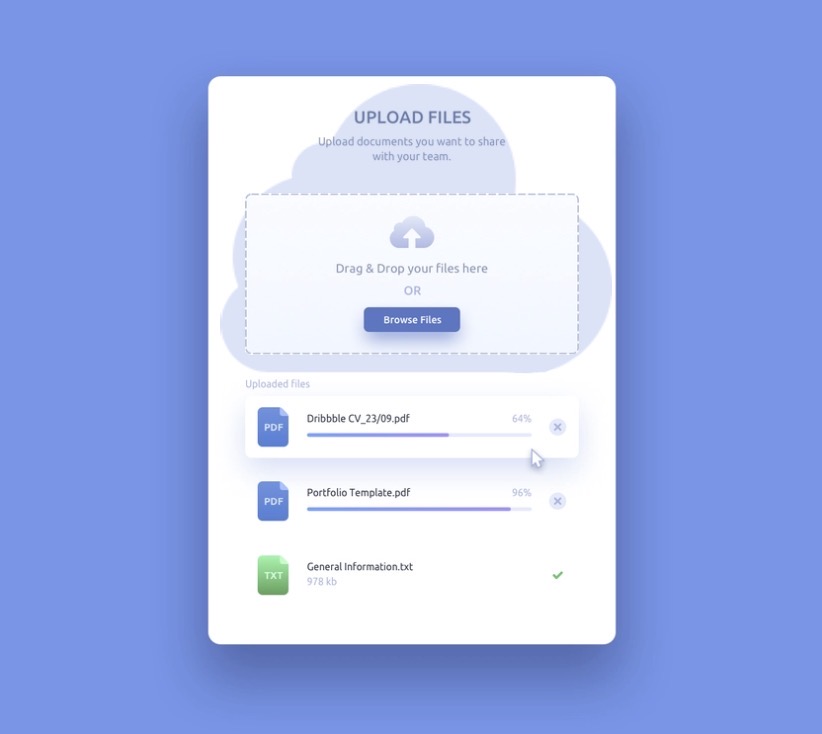 UPLOAD FILES
Upload documents you want to share
with your team.
Drag & Drop your files here
OR
Browse Files
Uploaded files
PDF
Dribbble CV_23/09.pdf
64%
PDF
Portfolio Template.pdf
96%
TXT
General Information.txt
978 kb